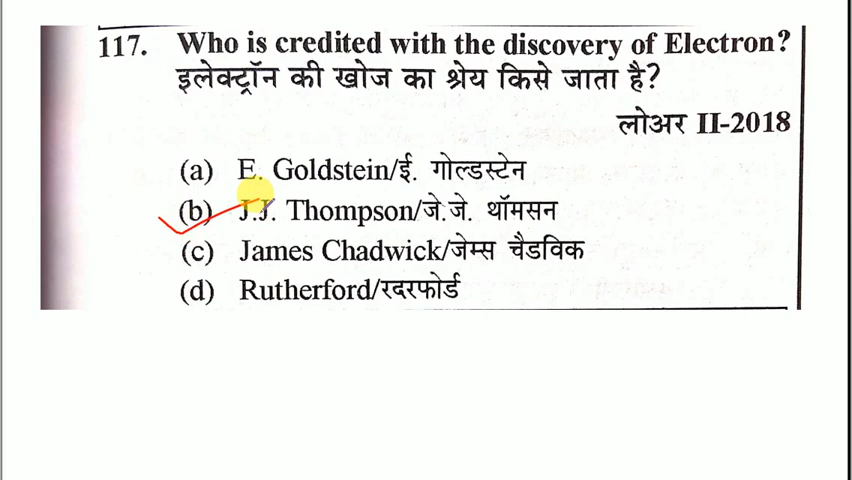 117. Who is credited with the discovery of Electron?
इलेक्ट्रॉन की खोज का श्रेय किसे जाता है?
लोअर II-2018
(a) E. Goldstein/ई. गोल्डस्टेन
(b) J.J. Thompson/जे.जे. थॉमसन
(c) James Chadwick/जेम्स चैडविक
(d) Rutherford/रदरफोर्ड